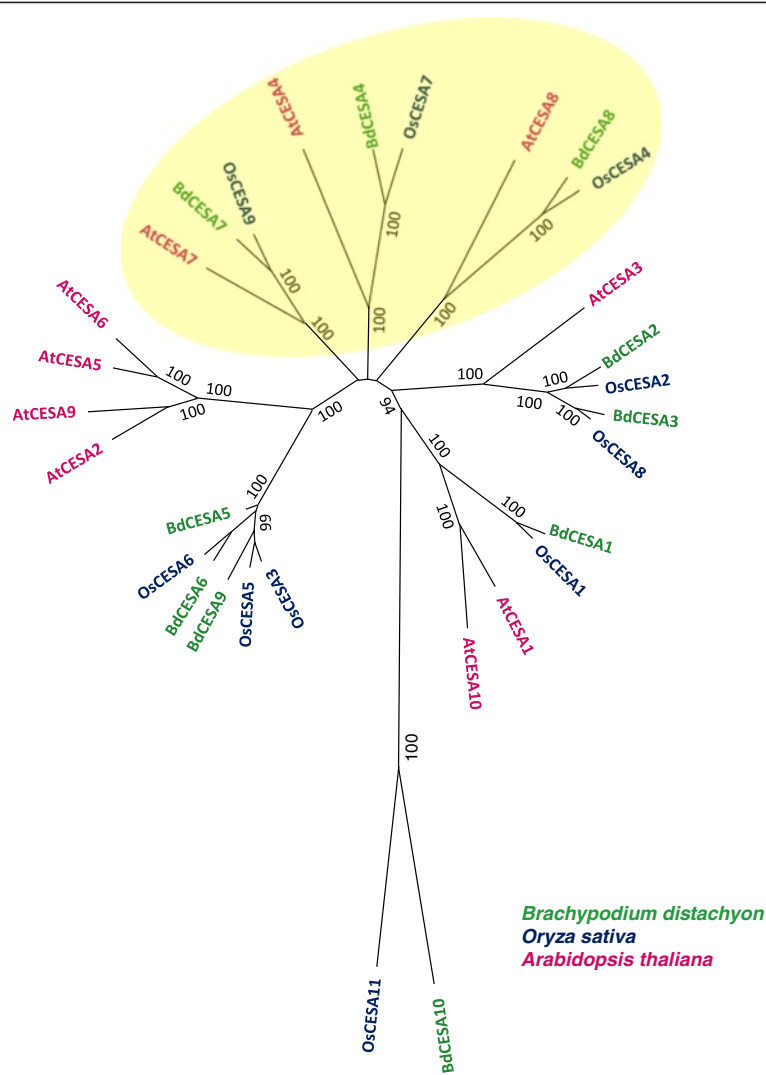 AtCESA4
BdCESA4
OsCESA7
AtCESA8
BdCESA8
OsCESA4
OsCESA9
BdCESA7
AtCESA7
100
100
100
100
100
100
AtCESA6
AtCESA5
AtCESA9
AtCESA2
100
100
100
100
AtCESA3
BdCESA2
OsCESA2
BdCESA3
OsCESA8
100
100
100
100
94
100
100
100
BdCESA1
OsCESA1
AtCESA1
AtCESA10
100
99
BdCESA5
OsCESA6
BdCESA6
BdCESA9
OsCESA5
OsCESA3
100
OsCESA11
BdCESA10
Brachypodium distachyon
Oryza sativa
Arabidopsis thaliana